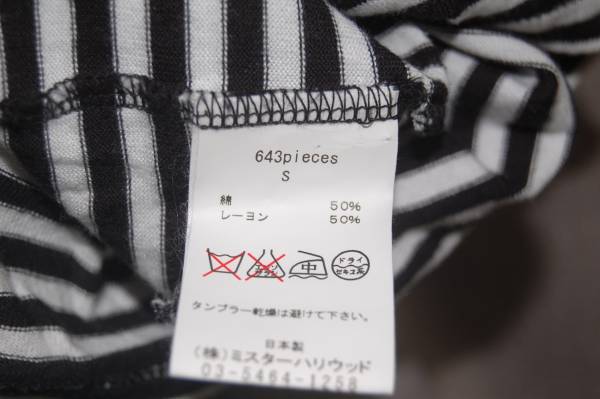 643pieces
S
綿 50%
レーヨン 50%
中 ドライ
セキユ系
タンブラー乾燥は避けて下さい。
日本製
(株)ミスターハリウッド
03-5464-1258